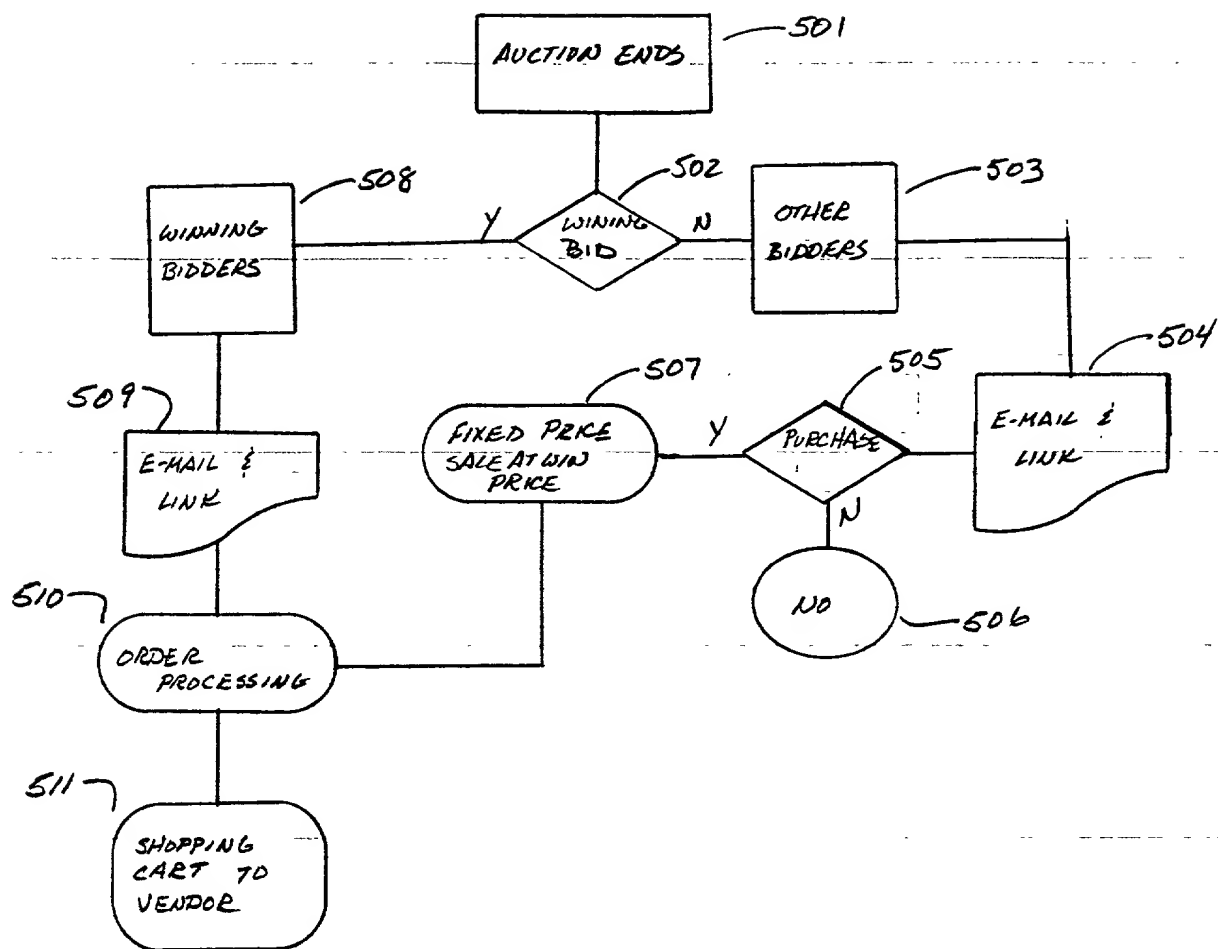 501
AUCTION ENDS
508
502
503
WINNING
BIDDERS
Y
WINING
BID
N
OTHER
BIDDERS
504
509
507
505
E-MAIL &
LINK
FIXED PRICE
SALE AT WIN
PRICE
Y
PURCHASE
E-MAIL &
LINK
N
510
NO
506
ORDER
PROCESSING
511
SHOPPING
CART TO
VENDOR